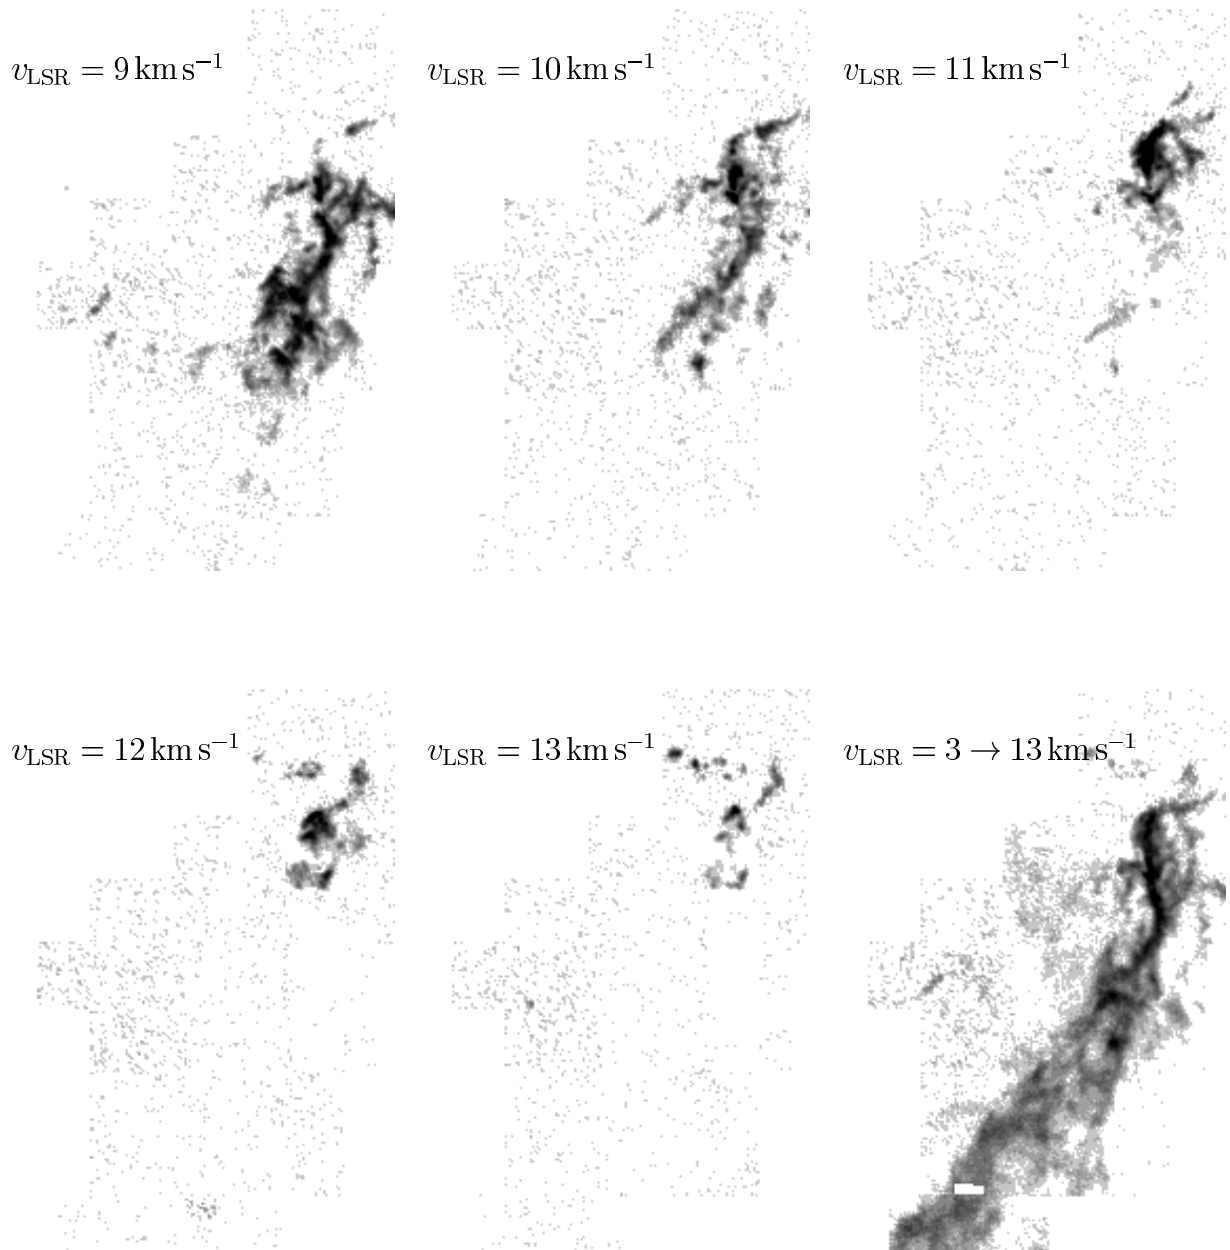 v_LSR = 9 km s⁻¹
v_LSR = 10 km s⁻¹
v_LSR = 11 km s⁻¹
v_LSR = 12 km s⁻¹
v_LSR = 13 km s⁻¹
v_LSR = 3 → 13 km s⁻¹